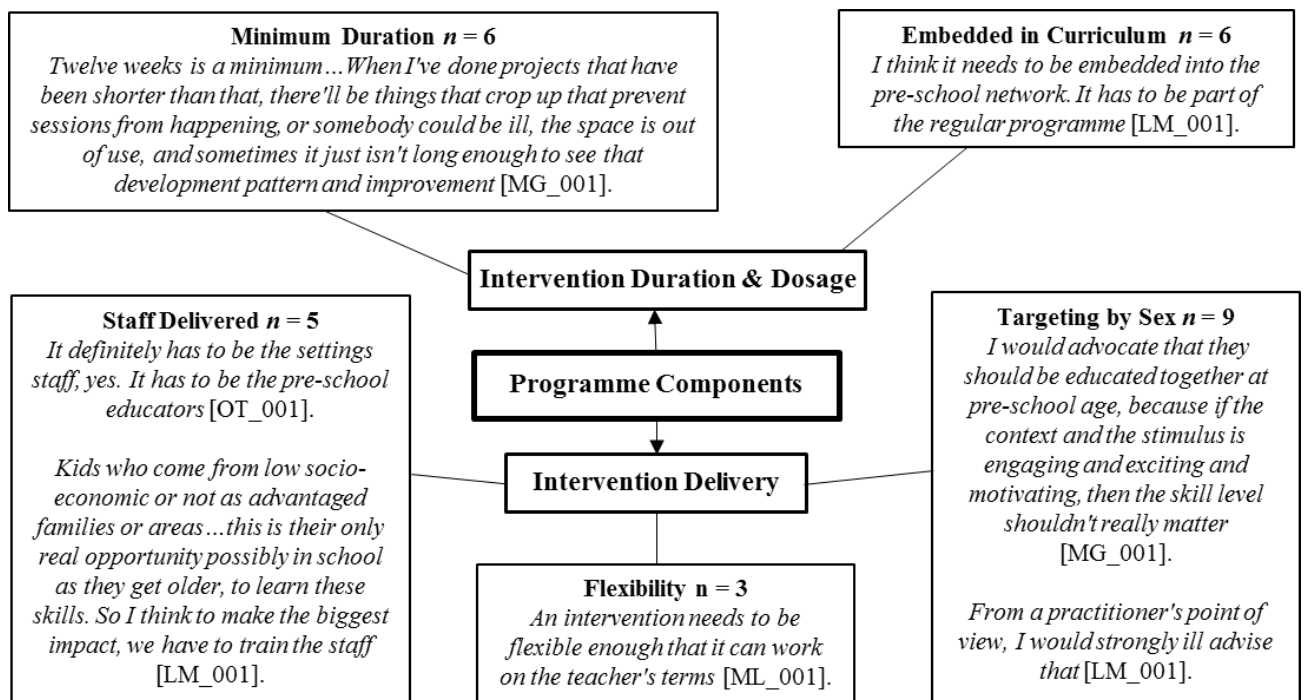 Minimum Duration n = 6
Twelve weeks is a minimum…When I've done projects that have
been shorter than that, there'll be things that crop up that prevent
sessions from happening, or somebody could be ill, the space is out
of use, and sometimes it just isn't long enough to see that
development pattern and improvement [MG_001].
Embedded in Curriculum n = 6
I think it needs to be embedded into the
pre-school network. It has to be part of
the regular programme [LM_001].
Intervention Duration & Dosage
Programme Components
Intervention Delivery
Staff Delivered n = 5
It definitely has to be the settings
staff, yes. It has to be the pre-school
educators [OT_001].
Kids who come from low socio-
economic or not as advantaged
families or areas…this is their only
real opportunity possibly in school
as they get older, to learn these
skills. So I think to make the biggest
impact, we have to train the staff
[LM_001].
Flexibility n = 3
An intervention needs to be
flexible enough that it can work
on the teacher's terms [ML_001].
Targeting by Sex n = 9
I would advocate that they
should be educated together at
pre-school age, because if the
context and the stimulus is
engaging and exciting and
motivating, then the skill level
shouldn't really matter
[MG_001].
From a practitioner's point of
view, I would strongly ill advise
that [LM_001].